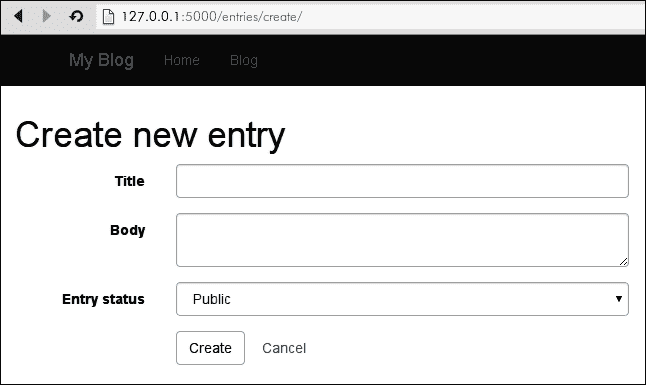 127.0.0.1:5000/entries/create/
My Blog Home Blog
Create new entry
Title
Body
Entry status Public
Create Cancel